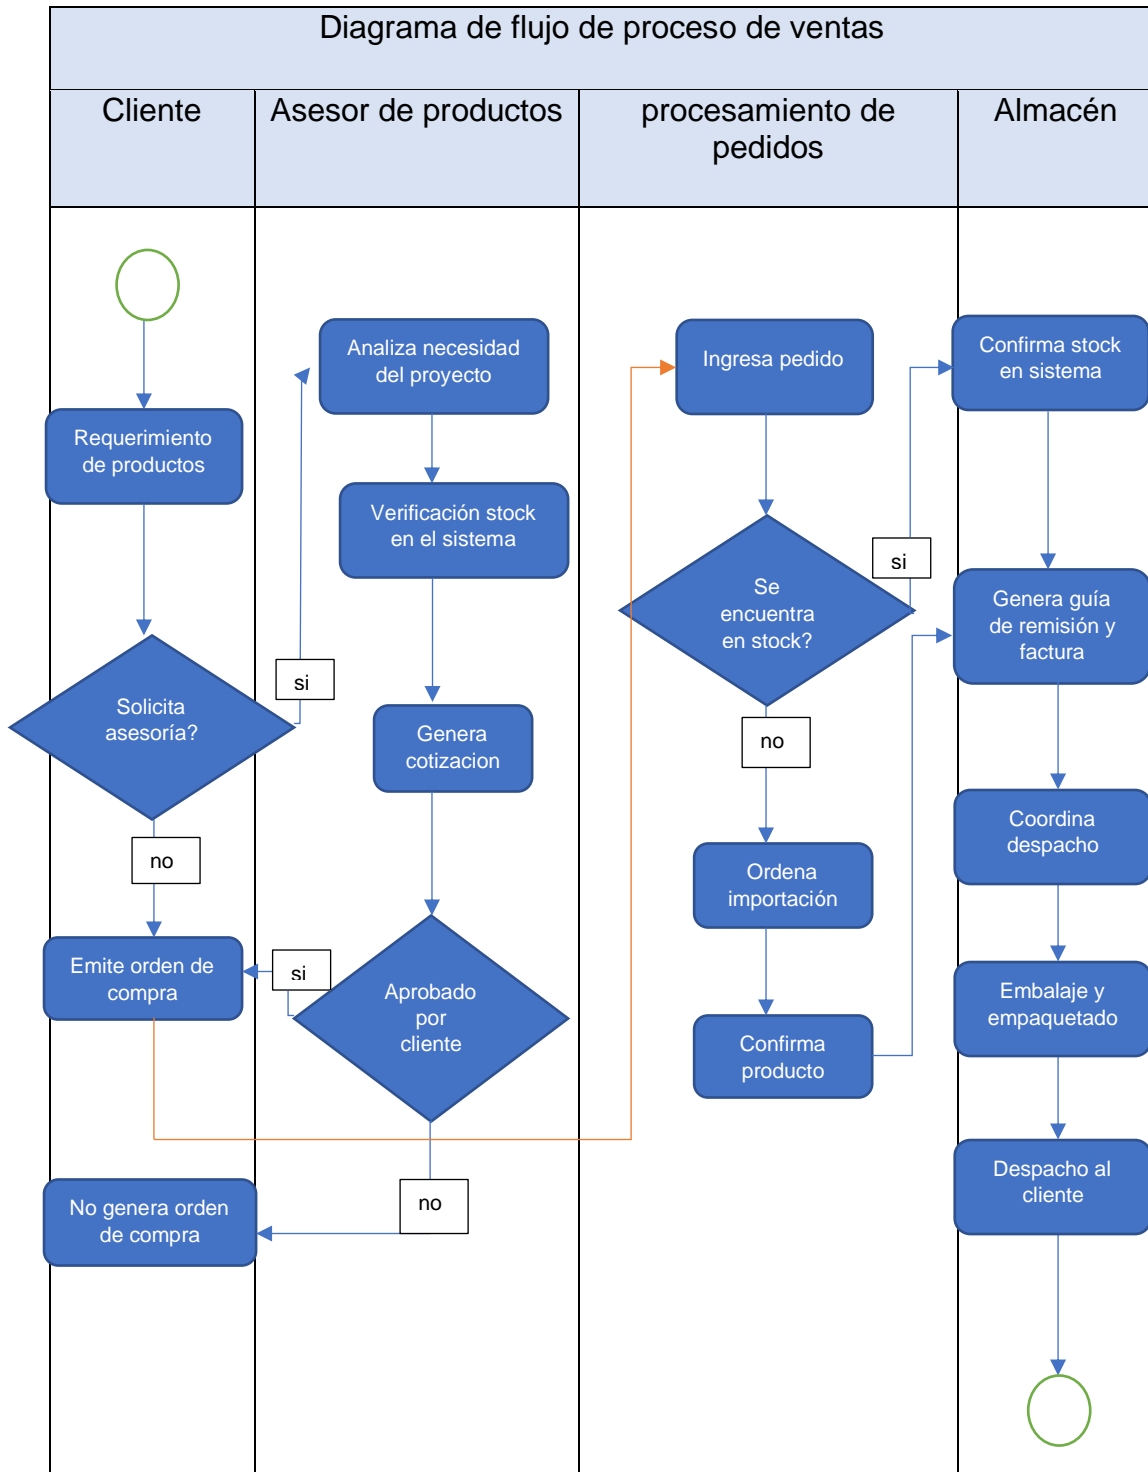 Diagrama de flujo de proceso de ventas
Cliente
Asesor de productos
procesamiento de
pedidos
Almacén
Requerimiento
de productos
Solicita
asesoría?
si
no
Emite orden de
compra
No genera orden
de compra
Analiza necesidad
del proyecto
Verificación stock
en el sistema
Genera
cotizacion
Aprobado
por
cliente
si
no
Ingresa pedido
Se
encuentra
en stock?
si
no
Ordena
importación
Confirma
producto
Confirma stock
en sistema
Genera guía
de remisión y
factura
Coordina
despacho
Embalaje y
empaquetado
Despacho al
cliente